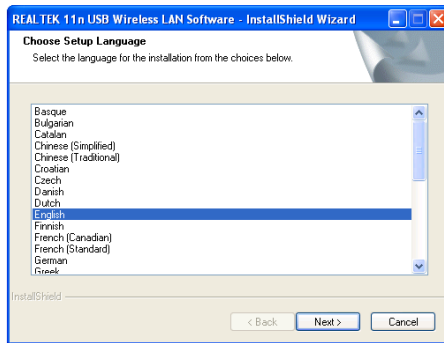 REALTEK 11n USB Wireless LAN Software - InstallShield Wizard
Choose Setup Language
Select the language for the installation from the choices below.
Basque
Bulgarian
Catalan
Chinese (Simplified)
Chinese (Traditional)
Croatian
Czech
Danish
Dutch
English
Finnish
French (Canadian)
French (Standard)
German
Greek
InstallShield
< Back
Next >
Cancel